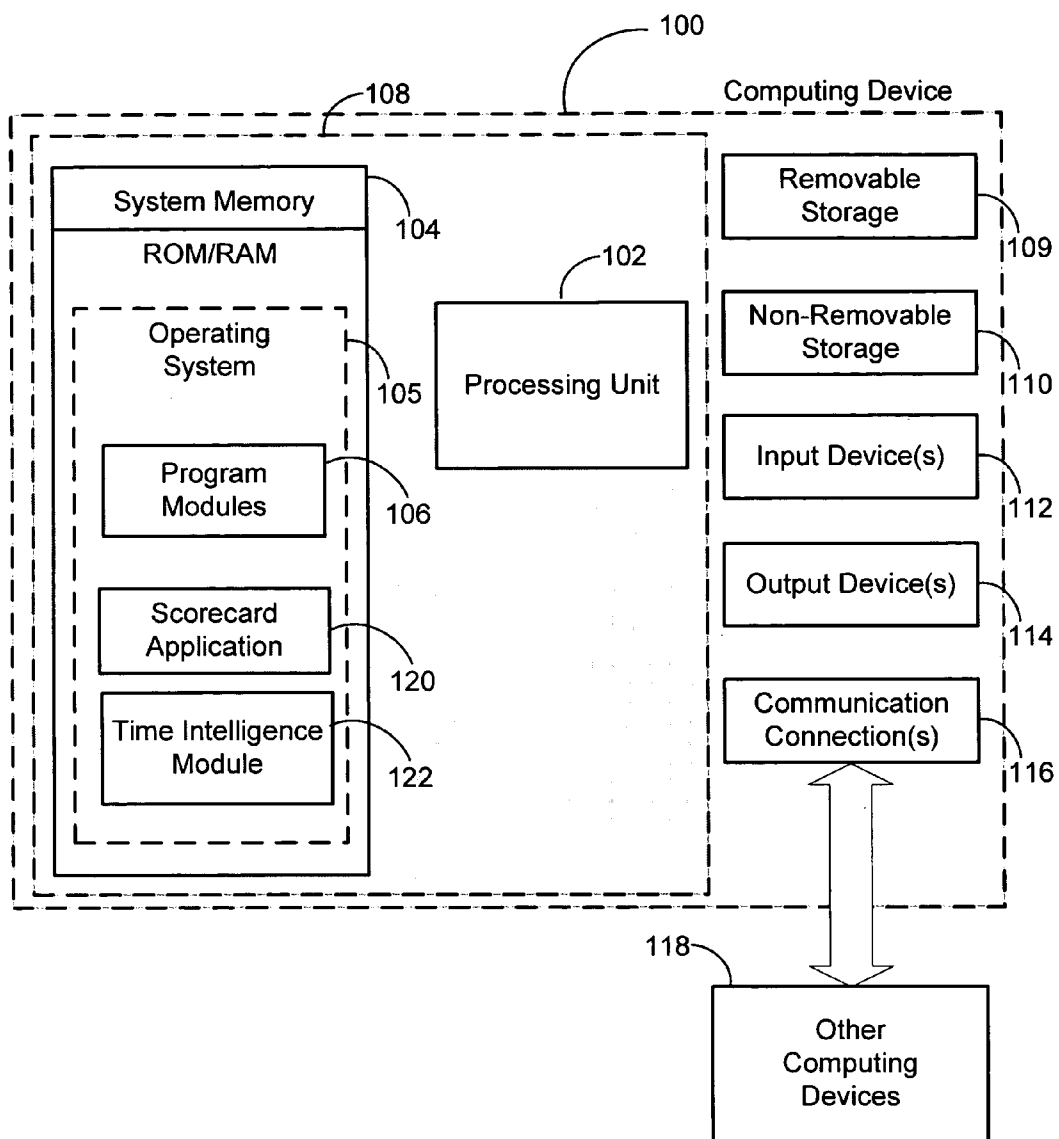 100
108
Computing Device
System Memory
104
ROM/RAM
Operating
System
105
Program
Modules
106
Scorecard
Application
120
Time Intelligence
Module
122
102
Processing Unit
Removable
Storage
109
Non-Removable
Storage
110
Input Device(s)
112
Output Device(s)
114
Communication
Connection(s)
116
118
Other
Computing
Devices